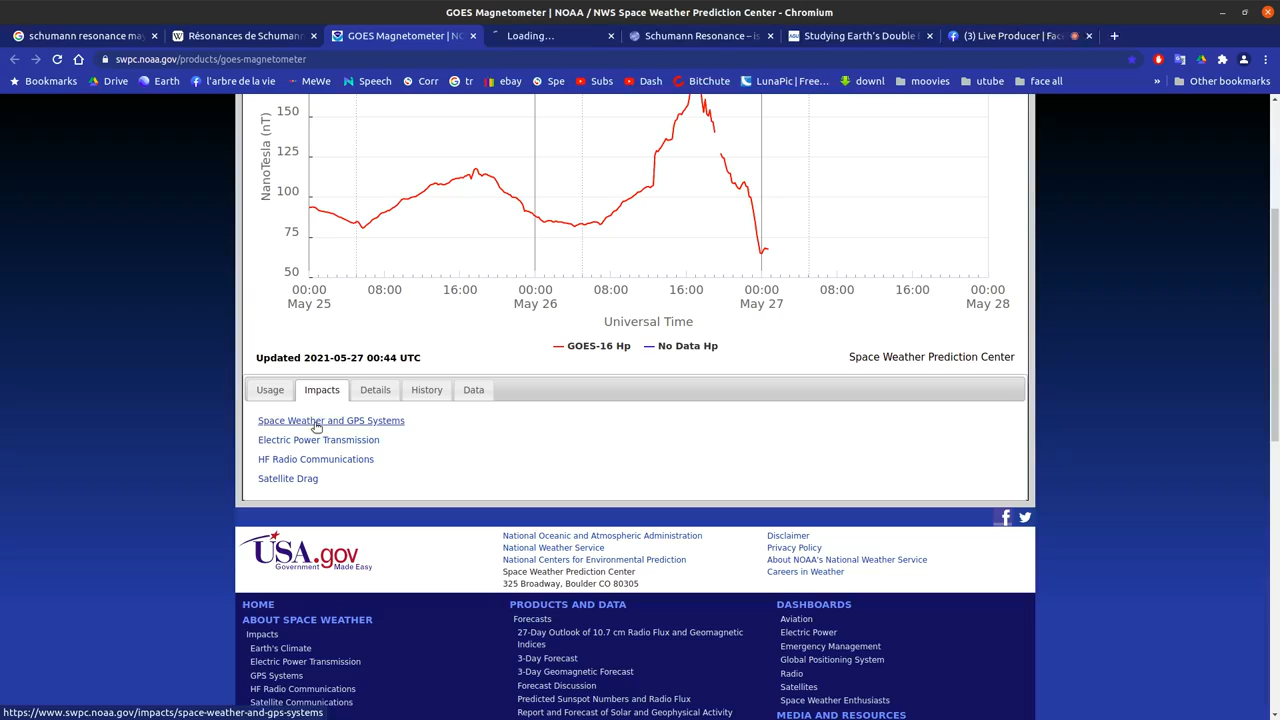 GOES Magnetometer | NOAA / NWS Space Weather Prediction Center - Chromium
schumann resonance may
Résonances de Schuman
GOES Magnetometer | NO
Loading...
Schumann Resonance – is
Studying Earth's Double
(3) Live Producer | Face
swpc.noaa.gov/products/goes-magnetometer
Bookmarks
Earth
l'arbre de la vie
MeWe
Speech
Corr
tr
ebay
Spe
Subs
Dash
BitChute
LunaPic | Free...
downl
moovies
utube
face all
Other bookmarks
150
125
100
75
50
NanoTesla (nT)
00:00 08:00 16:00 00:00 08:00 16:00 00:00 08:00 16:00 00:00
May 25 May 26 May 27 May 28
Universal Time
GOES-16 Hp No Data Hp
Updated 2021-05-27 00:44 UTC
Space Weather Prediction Center
Usage Impacts Details History Data
Space Weather and GPS Systems
Electric Power Transmission
HF Radio Communications
Satellite Drag
USA.gov
Government Made Easy
National Oceanic and Atmospheric Administration
National Weather Service
National Centers for Environmental Prediction
Space Weather Prediction Center
325 Broadway, Boulder CO 80305
Disclaimer
Privacy Policy
About NOAA's National Weather Service
Careers in Weather
HOME
ABOUT SPACE WEATHER
Impacts
Earth's Climate
Electric Power Transmission
GPS Systems
HF Radio Communications
Satellite Communications
PRODUCTS AND DATA
Forecasts
27-Day Outlook of 10.7 cm Radio Flux and Geomagnetic
Indices
3-Day Forecast
3-Day Geomagnetic Forecast
Forecast Discussion
Predicted Sunspot Numbers and Radio Flux
Report and Forecast of Solar and Geophysical Activity
DASHBOARDS
Aviation
Electric Power
Emergency Management
Global Positioning System
Radio
Satellites
Space Weather Enthusiasts
MEDIA AND RESOURCES
https://www.swpc.noaa.gov/impacts/space-weather-and-gps-systems